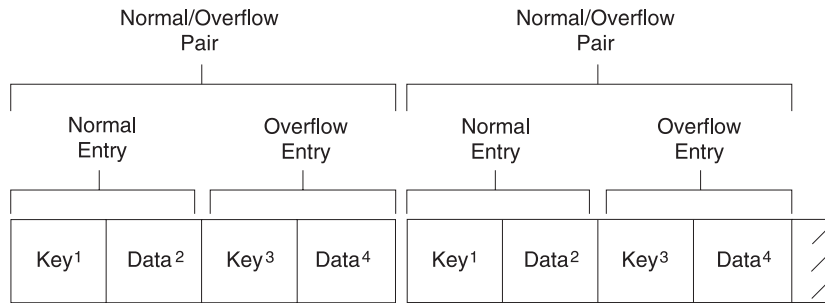 Normal/Overflow
Pair
Normal/Overflow
Pair
Normal
Entry
Overflow
Entry
Normal
Entry
Overflow
Entry
Key¹ Data² Key³ Data⁴ Key¹ Data² Key³ Data⁴